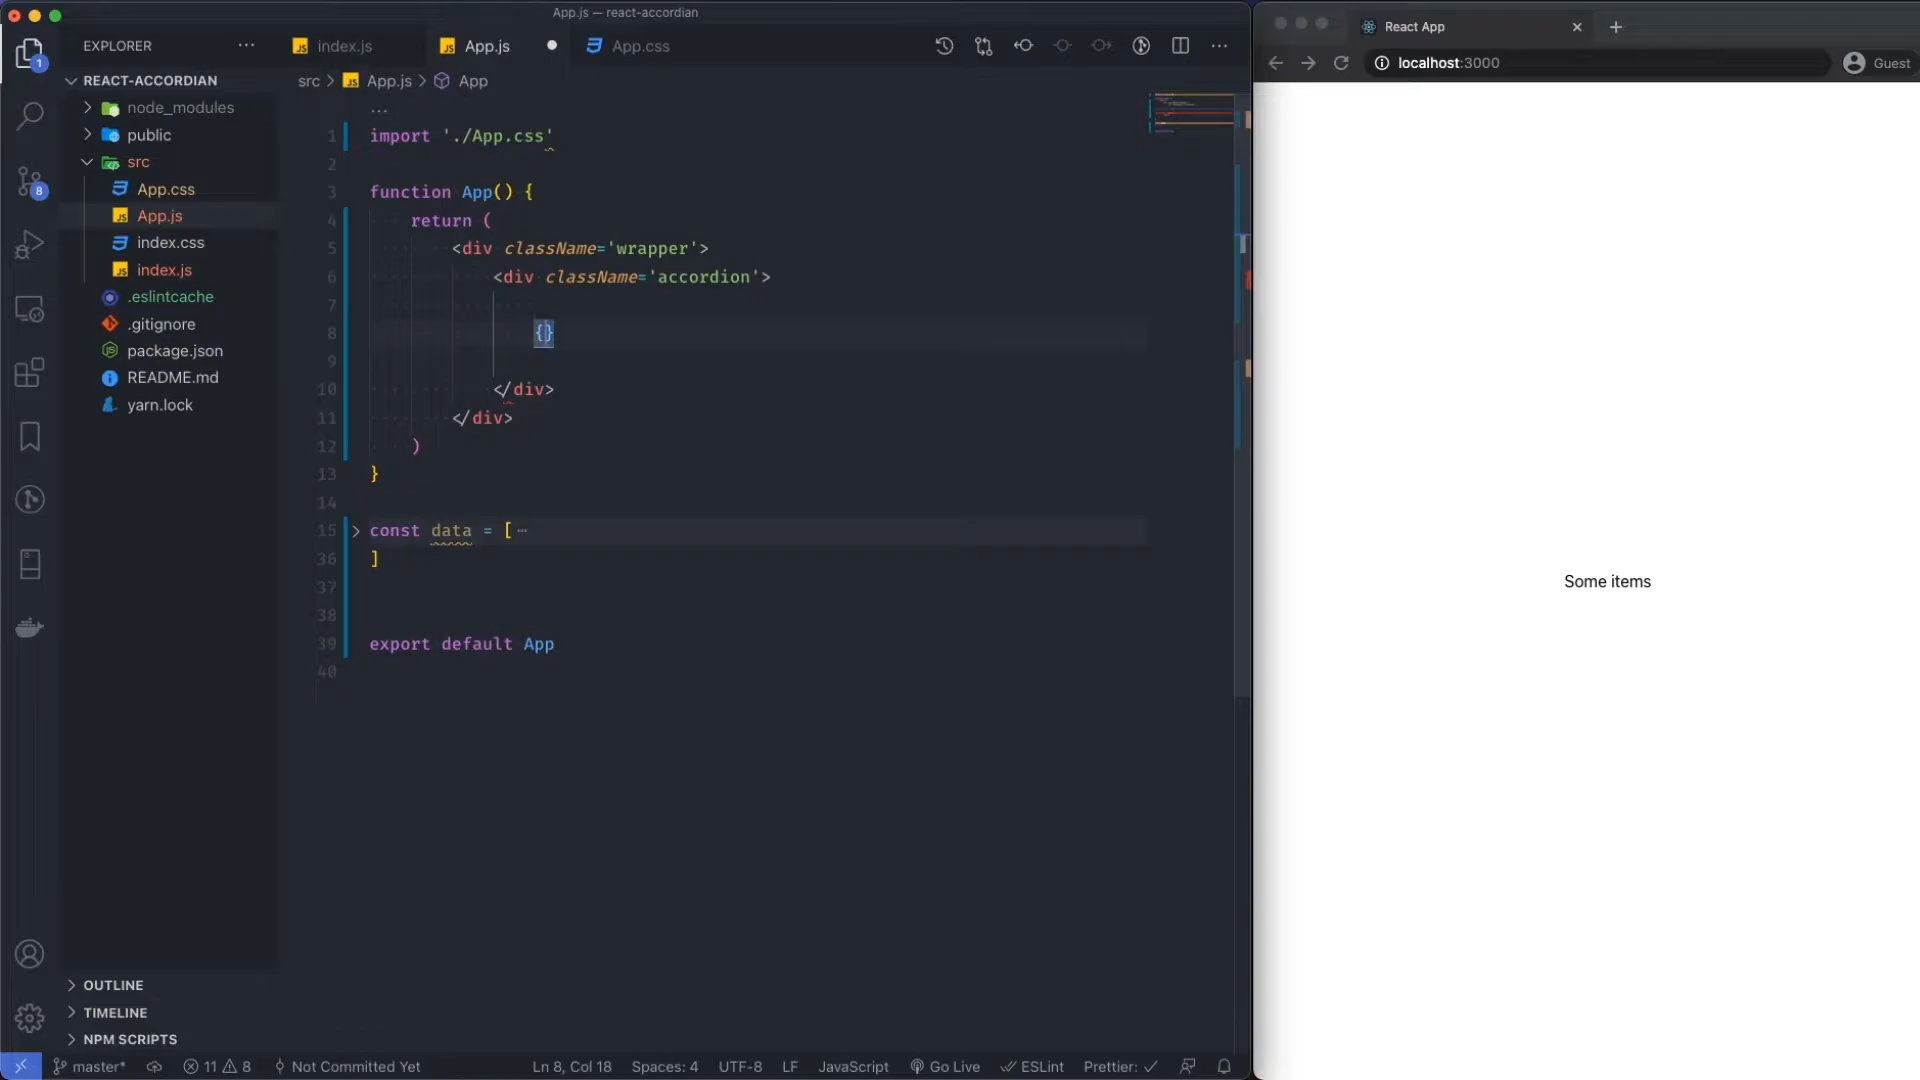 App.js — react-accordian
EXPLORER
index.js
App.js
App.css
React App
localhost:3000
Guest
REACT-ACCORDIAN
src > App.js > App
node_modules
public
src
App.css
App.js
index.css
index.js
.eslintcache
.gitignore
package.json
README.md
yarn.lock
1
8
...
1 import './App.css'
2
3 function App() {
4 return (
5 <div className='wrapper'>
6 <div className='accordion'>
7
8 {}
9
10 </div>
11 </div>
12 )
13 }
14
15 const data = [ ⋯
36 ]
37
38
39 export default App
40
Some items
OUTLINE
TIMELINE
NPM SCRIPTS
master* 11 8 Not Committed Yet Ln 8, Col 18 Spaces: 4 UTF-8 LF JavaScript Go Live ESLint Prettier: ✓